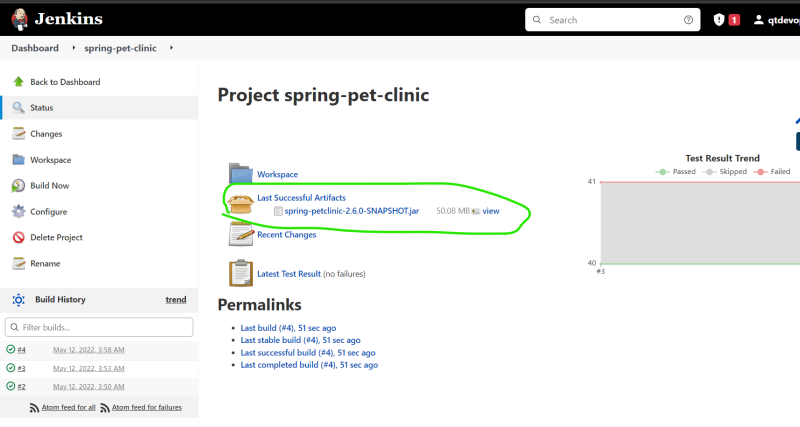 Jenkins
Search
1
qtdevop
Dashboard
spring-pet-clinic
Back to Dashboard
Status
Changes
Workspace
Build Now
Configure
Delete Project
Rename
Build History
trend
Filter builds...
#4 May 12, 2022, 3:58 AM
#3 May 12, 2022, 3:53 AM
#2 May 12, 2022, 3:50 AM
Atom feed for all
Atom feed for failures
Project spring-pet-clinic
Workspace
Last Successful Artifacts
spring-petclinic-2.6.0-SNAPSHOT.jar 50.08 MB view
Recent Changes
Latest Test Result (no failures)
Permalinks
Last build (#4), 51 sec ago
Last stable build (#4), 51 sec ago
Last successful build (#4), 51 sec ago
Last completed build (#4), 51 sec ago
Test Result Trend
Passed Skipped Failed
41
40
#3